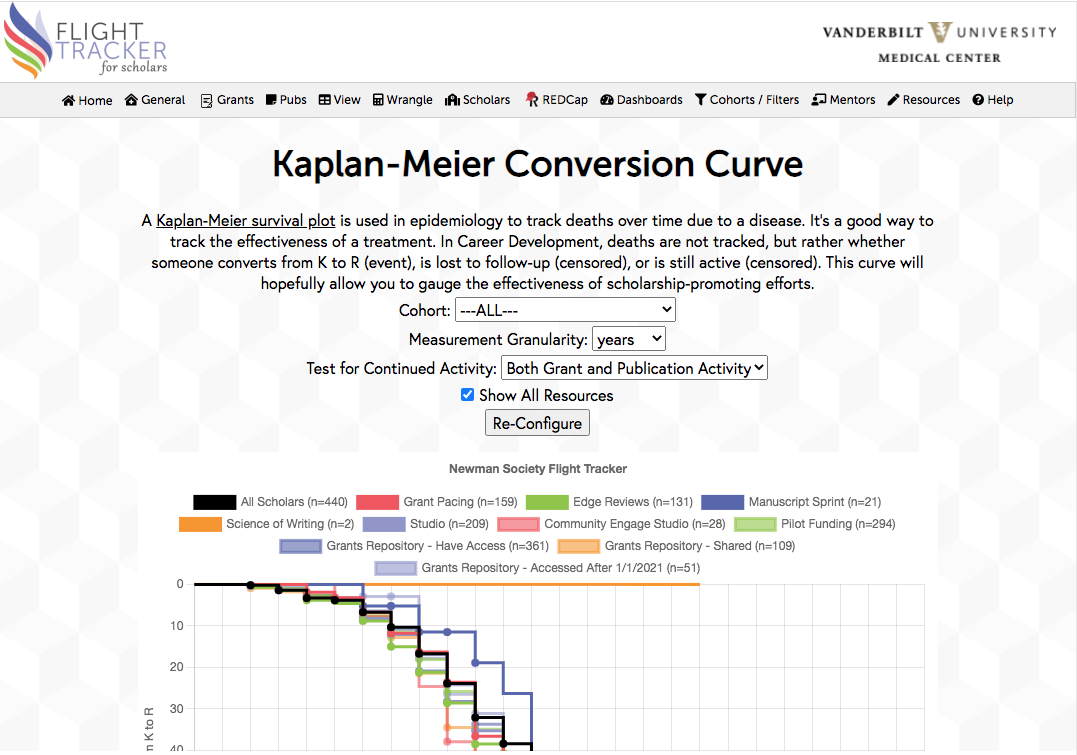 FLIGHT
TRACKER
for scholars
VANDERBILT UNIVERSITY
MEDICAL CENTER
Home General Grants Pubs View Wrangle Scholars REDCap Dashboards Cohorts / Filters Mentors Resources Help
Kaplan-Meier Conversion Curve
A Kaplan-Meier survival plot is used in epidemiology to track deaths over time due to a disease. It's a good way to
track the effectiveness of a treatment. In Career Development, deaths are not tracked, but rather whether
someone converts from K to R (event), is lost to follow-up (censored), or is still active (censored). This curve will
hopefully allow you to gauge the effectiveness of scholarship-promoting efforts.
Cohort: ---ALL---
Measurement Granularity: years
Test for Continued Activity: Both Grant and Publication Activity
Show All Resources
Re-Configure
Newman Society Flight Tracker
All Scholars (n=440) Grant Pacing (n=159) Edge Reviews (n=131) Manuscript Sprint (n=21)
Science of Writing (n=2) Studio (n=209) Community Engage Studio (n=28) Pilot Funding (n=294)
Grants Repository - Have Access (n=361) Grants Repository - Shared (n=109)
Grants Repository - Accessed After 1/1/2021 (n=51)
0
10
20
30
40
K to R